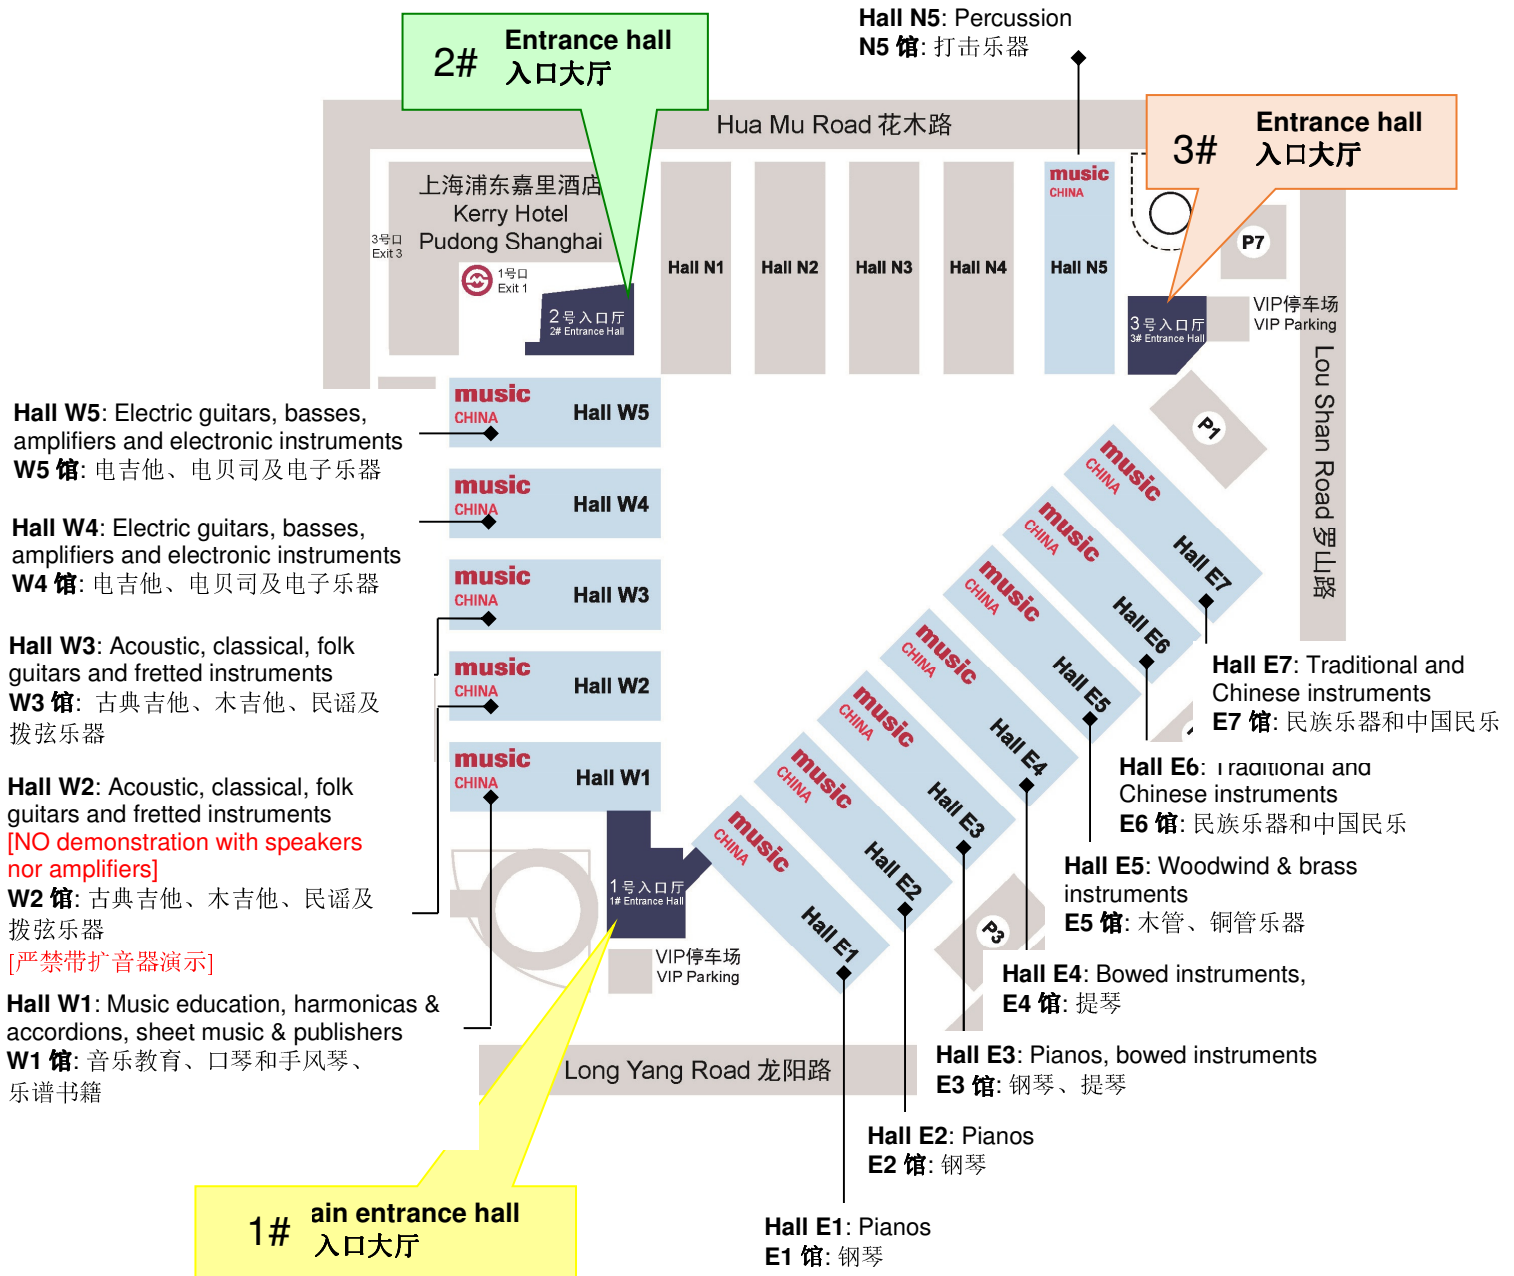 Hall N5: Percussion
N5 馆: 打击乐器
2#
Entrance hall
入口大厅
3#
Entrance hall
入口大厅
Hua Mu Road 花木路
上海浦东嘉里酒店
Kerry Hotel
Pudong Shanghai
3号口
Exit 3
1号口
Exit 1
2号入口厅
2# Entrance Hall
Hall N1
Hall N2
Hall N3
Hall N4
music
CHINA
Hall N5
P7
VIP停车场
VIP Parking
3号入口厅
3# Entrance Hall
Lou Shan Road 罗山路
P1
Hall W5: Electric guitars, basses,
amplifiers and electronic instruments
W5 馆: 电吉他、电贝司及电子乐器
music
CHINA
Hall W5
Hall W4: Electric guitars, basses,
amplifiers and electronic instruments
W4 馆: 电吉他、电贝司及电子乐器
music
CHINA
Hall W4
Hall W3: Acoustic, classical, folk
guitars and fretted instruments
W3 馆: 古典吉他、木吉他、民谣及
拨弦乐器
music
CHINA
Hall W3
Hall W2: Acoustic, classical, folk
guitars and fretted instruments
[NO demonstration with speakers
nor amplifiers]
W2 馆: 古典吉他、木吉他、民谣及
拨弦乐器
[严禁带扩音器演示]
music
CHINA
Hall W2
Hall W1: Music education, harmonicas &
accordions, sheet music & publishers
W1 馆: 音乐教育、口琴和手风琴、
乐谱书籍
music
CHINA
Hall W1
1号入口厅
1# Entrance Hall
VIP停车场
VIP Parking
music
CHINA
Hall E7
music
CHINA
Hall E6
music
CHINA
Hall E5
music
CHINA
Hall E4
music
CHINA
Hall E3
music
CHINA
Hall E2
music
CHINA
Hall E1
Hall E7: Traditional and
Chinese instruments
E7 馆: 民族乐器和中国民乐
Hall E6: Traditional and
Chinese instruments
E6 馆: 民族乐器和中国民乐
Hall E5: Woodwind & brass
instruments
E5 馆: 木管、铜管乐器
P3
Hall E4: Bowed instruments,
E4 馆: 提琴
Hall E3: Pianos, bowed instruments
E3 馆: 钢琴、提琴
Long Yang Road 龙阳路
Hall E2: Pianos
E2 馆: 钢琴
Hall E1: Pianos
E1 馆: 钢琴
1#
ain entrance hall
入口大厅